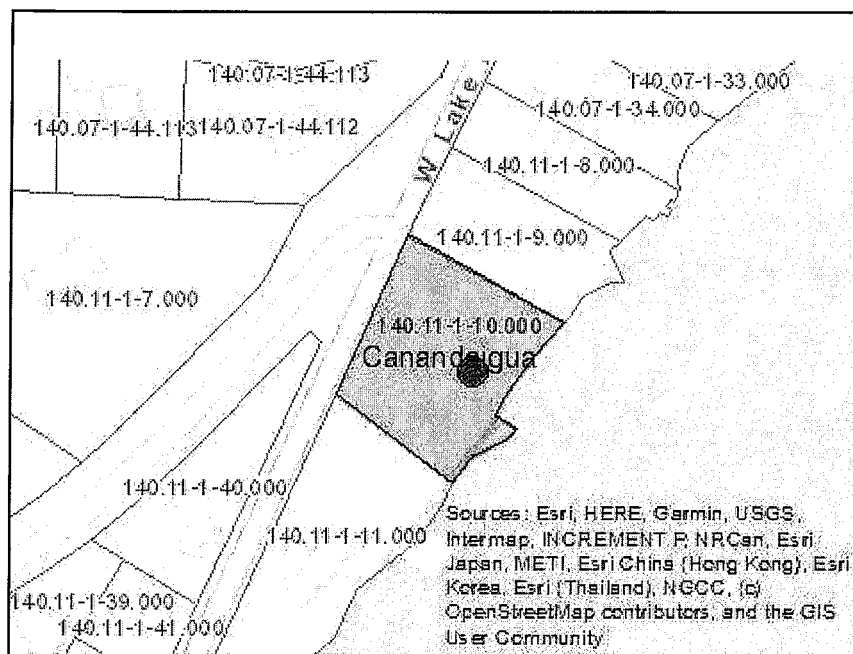 140.07-1-44.113
140.07-1-33.000
140.07-1-34.000
140.07-1-44.113
140.07-1-44.112
W Lake
140.11-1-8.000
140.11-1-9.000
140.11-1-7.000
140.11-1-10.000
Canandaigua
140.11-1-40.000
140.11-1-11.000
140.11-1-39.000
140.11-1-41.000
Sources: Esri, HERE, Garmin, USGS,
Intermap, INCREMENT P, NRCan, Esri
Japan, METI, Esri China (Hong Kong), Esri
Korea, Esri (Thailand), NGCC, (c)
OpenStreetMap contributors, and the GIS
User Community